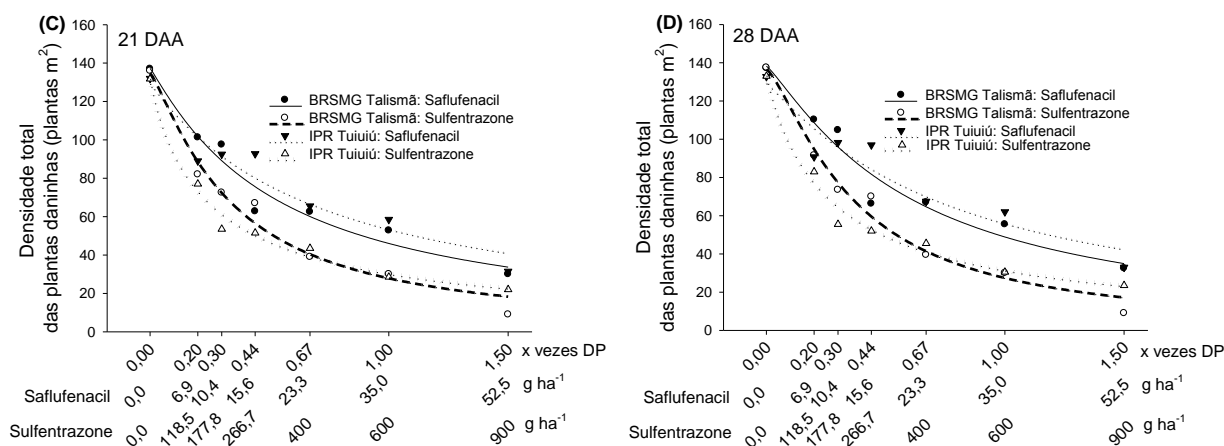 (C)
21 DAA
Densidade total
das plantas daninhas (plantas m²)
160
140
120
100
80
60
40
20
0
BRSMG Talismã: Saflufenacil
BRSMG Talismã: Sulfentrazone
IPR Tuiuiú: Saflufenacil
IPR Tuiuiú: Sulfentrazone
0,00 0,20 0,30 0,44 0,67 1,00 1,50 x vezes DP
Saflufenacil 0,0 6,9 10,4 15,6 23,3 35,0 52,5 g ha⁻¹
Sulfentrazone 0,0 118,5 177,8 266,7 400 600 900 g ha⁻¹
(D)
28 DAA
Densidade total
das plantas daninhas (plantas m²)
160
140
120
100
80
60
40
20
0
BRSMG Talismã: Saflufenacil
BRSMG Talismã: Sulfentrazone
IPR Tuiuiú: Saflufenacil
IPR Tuiuiú: Sulfentrazone
0,00 0,20 0,30 0,44 0,67 1,00 1,50 x vezes DP
Saflufenacil 0,0 6,9 10,4 15,6 23,3 35,0 52,5 g ha⁻¹
Sulfentrazone 0,0 118,5 177,8 266,7 400 600 900 g ha⁻¹